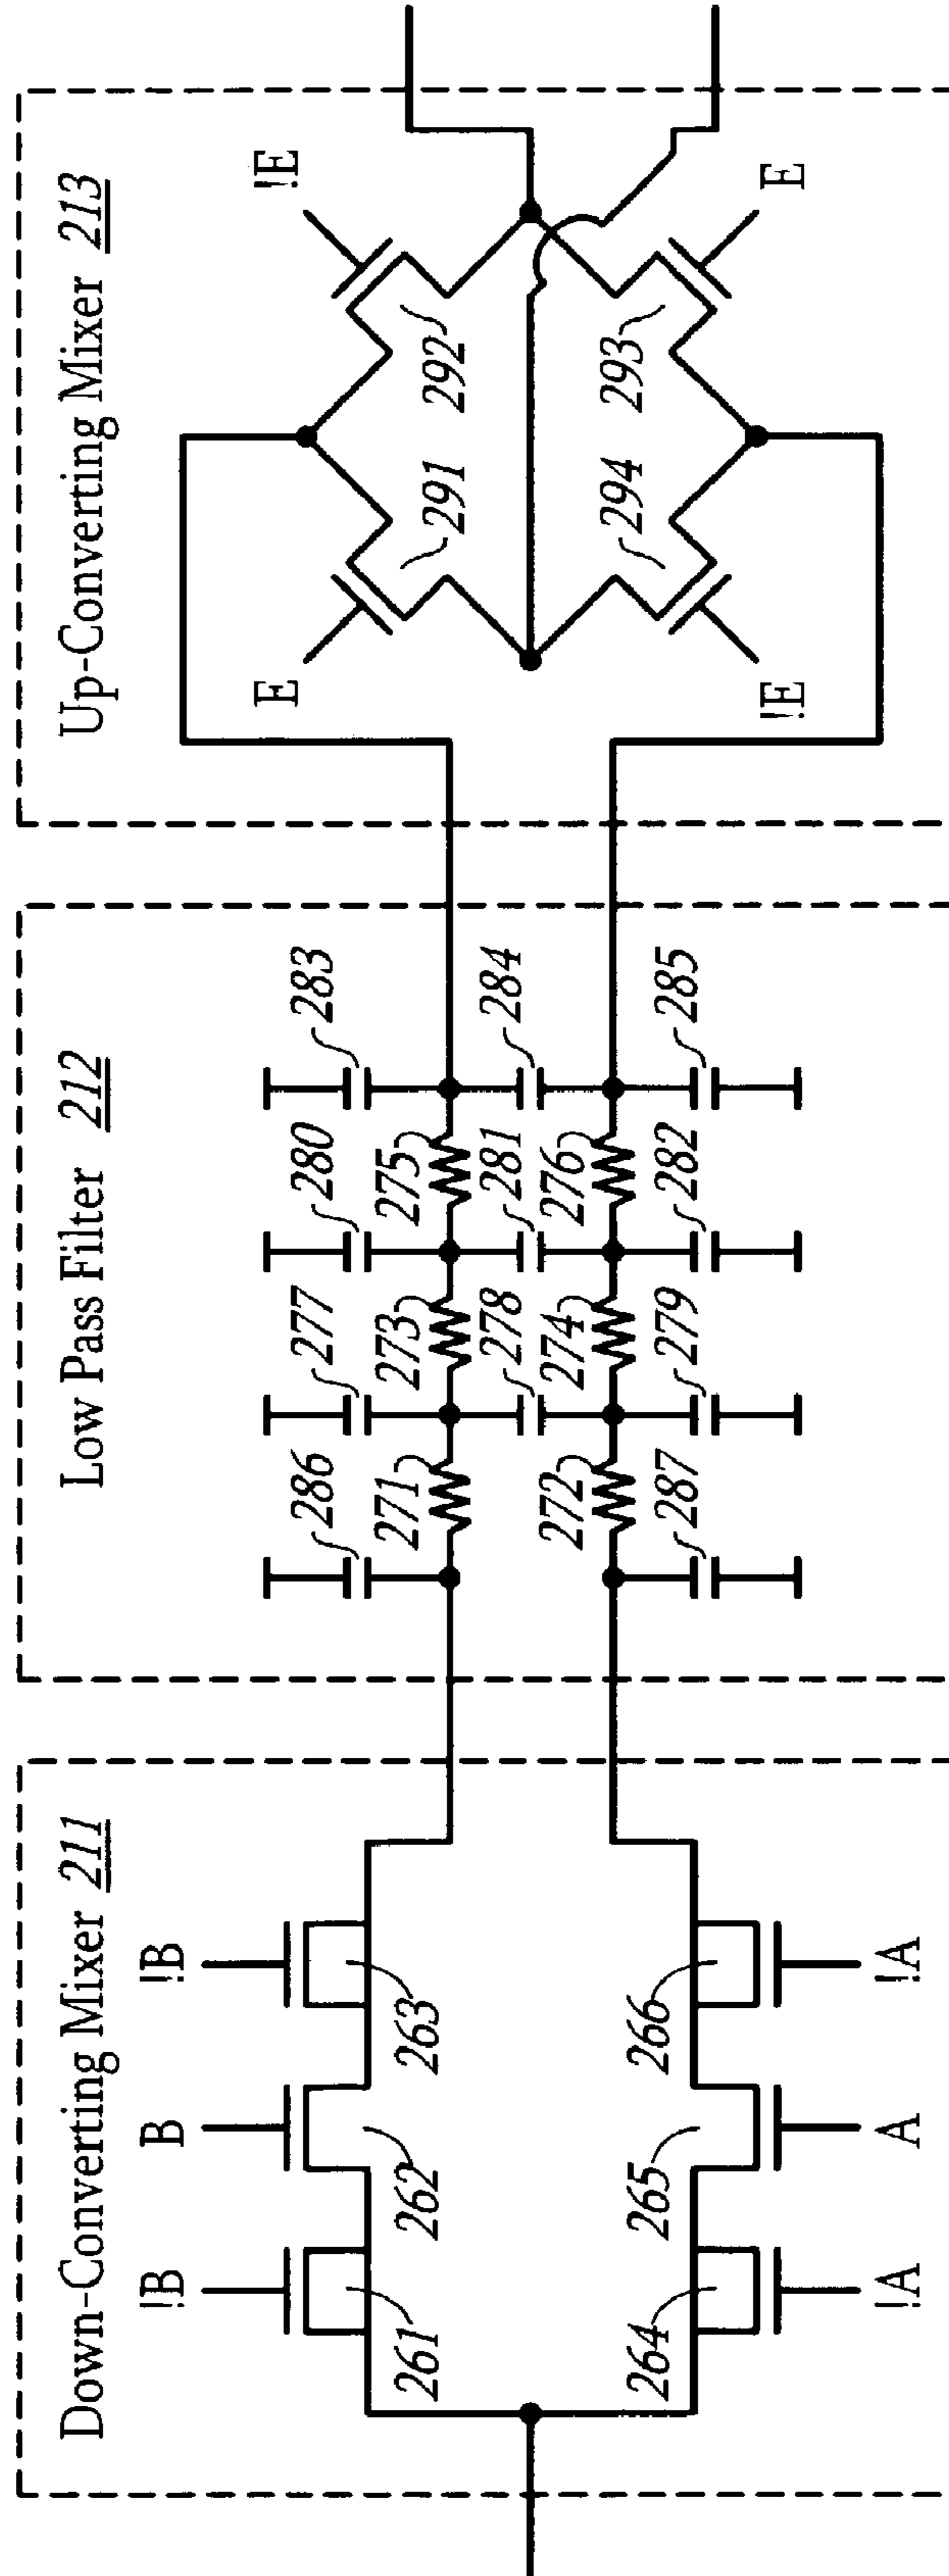 Down-Converting Mixer 211
!B
B
!B
261
262
263
264
265
266
!A
A
!A
Low Pass Filter 212
286
277
280
283
271
273
275
278
281
284
272
274
276
287
279
282
285
Up-Converting Mixer 213
E
!E
291
292
294
293
!E
E